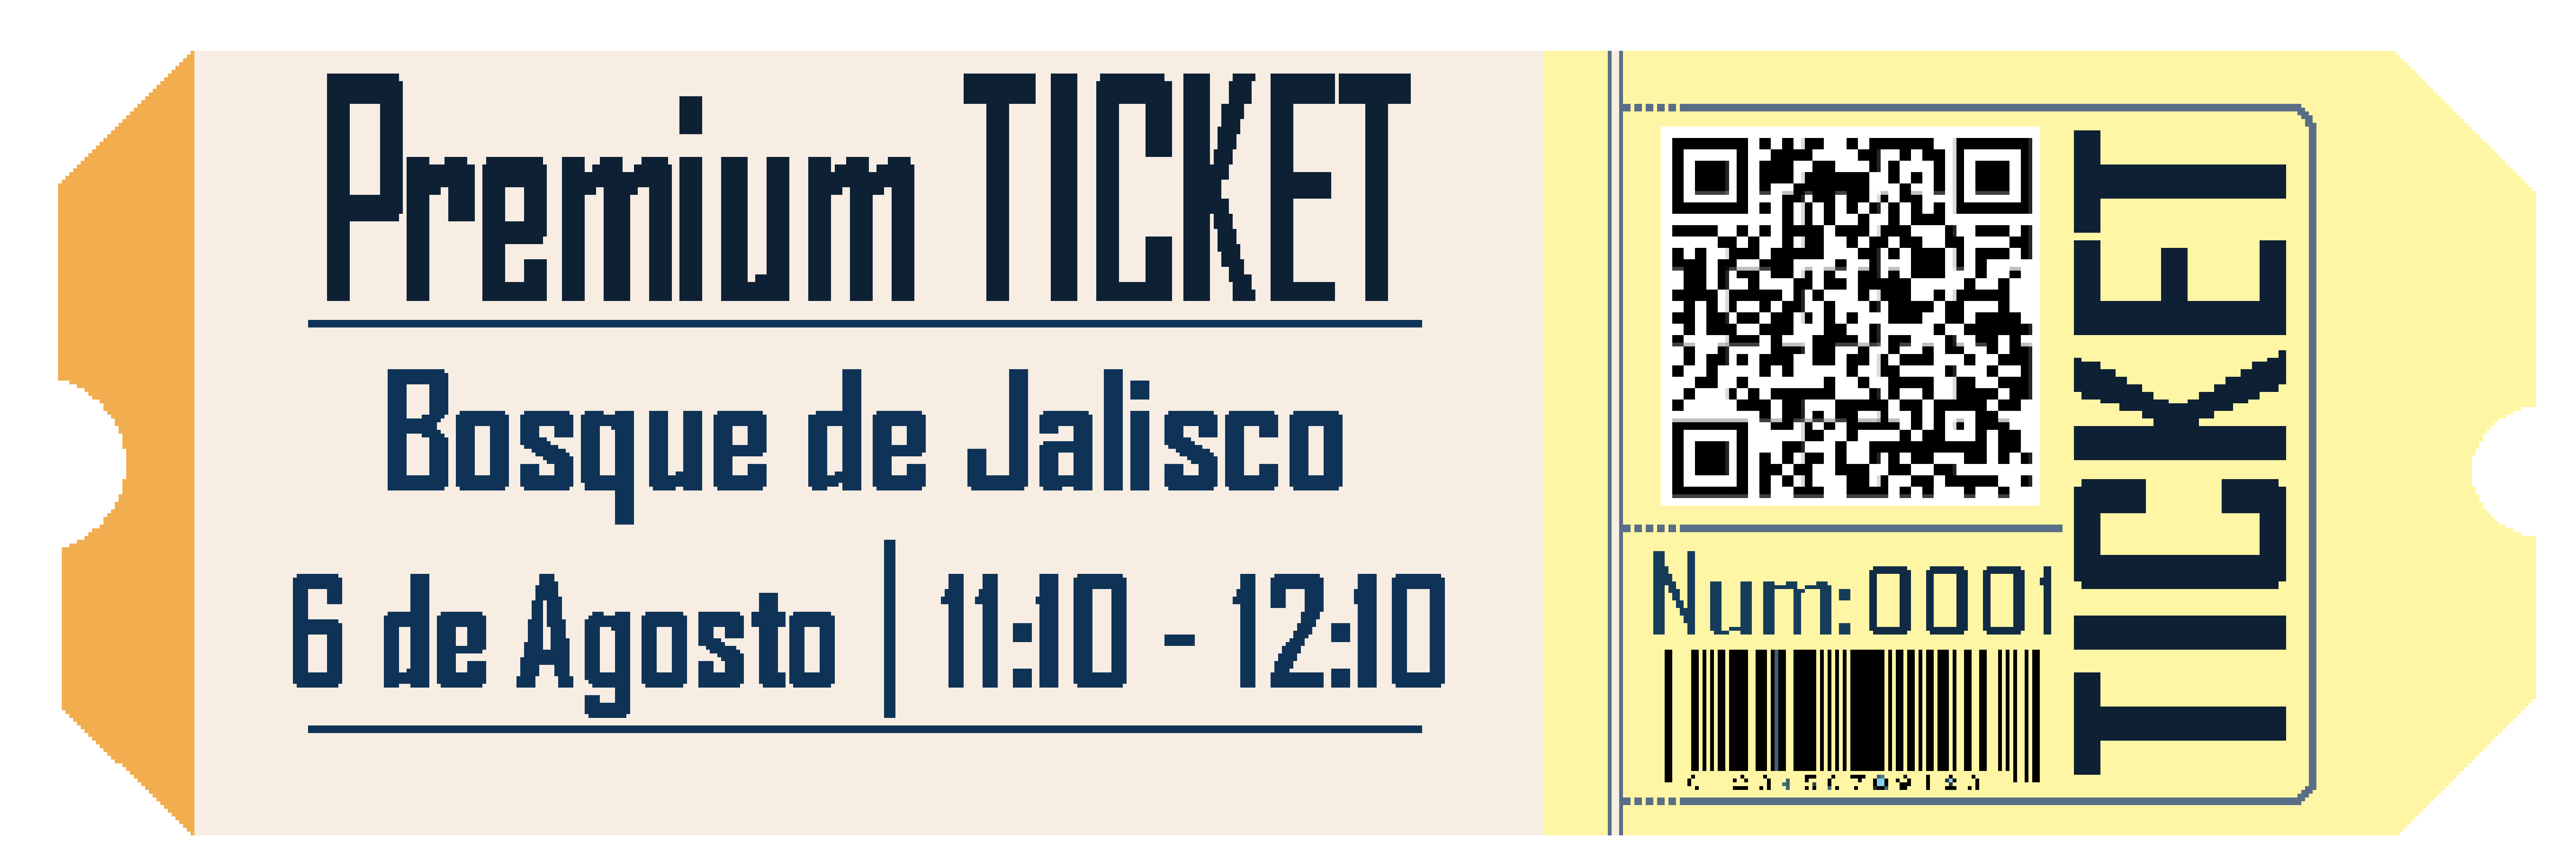 Premium TICKET
Bosque de Jalisco
6 de Agosto | 11:10 - 12:10
Num:0001
TICKET